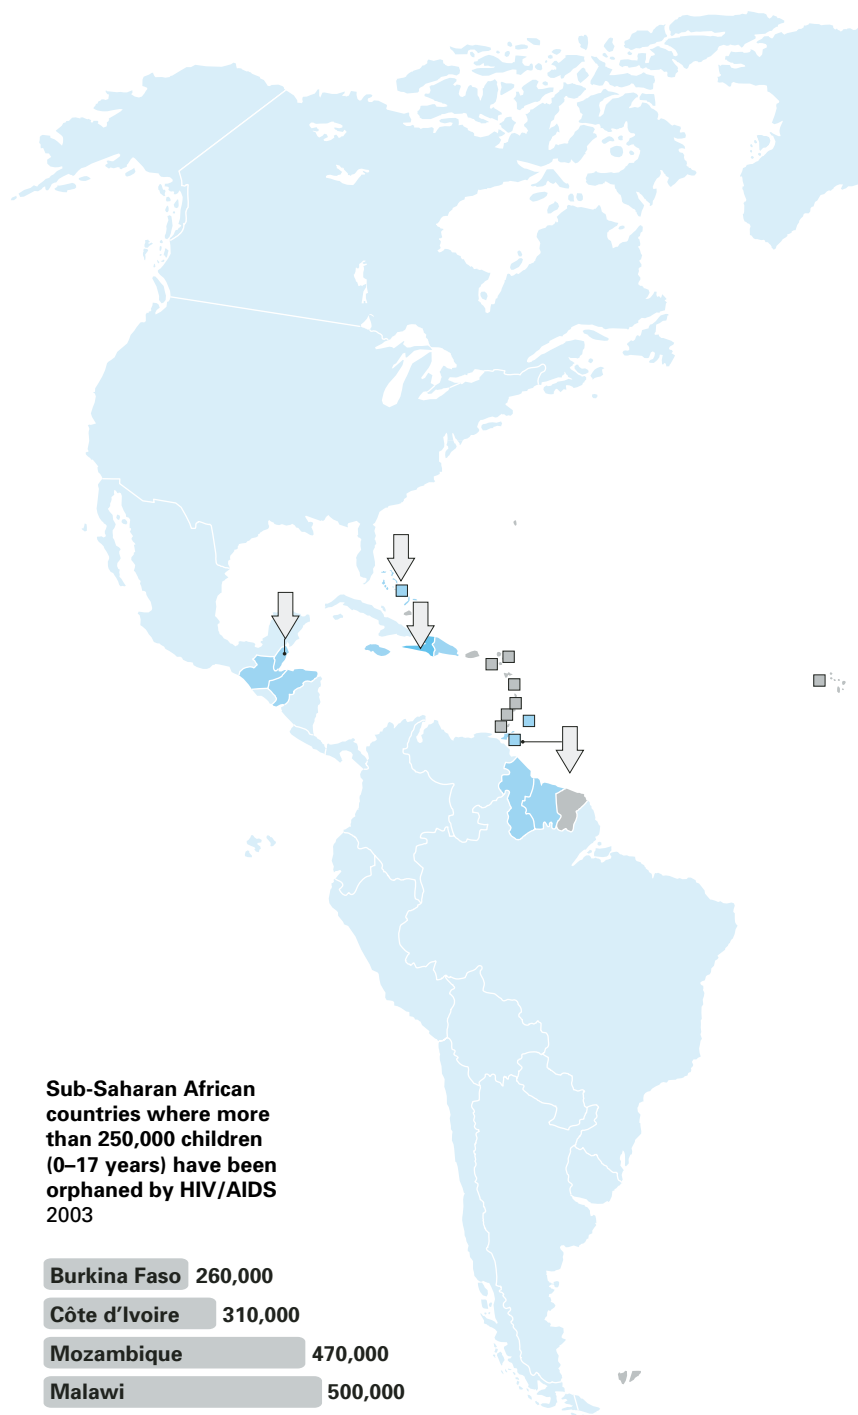 Sub-Saharan African
countries where more
than 250,000 children
(0–17 years) have been
orphaned by HIV/AIDS
2003
Burkina Faso 260,000
Côte d’Ivoire 310,000
Mozambique 470,000
Malawi 500,000